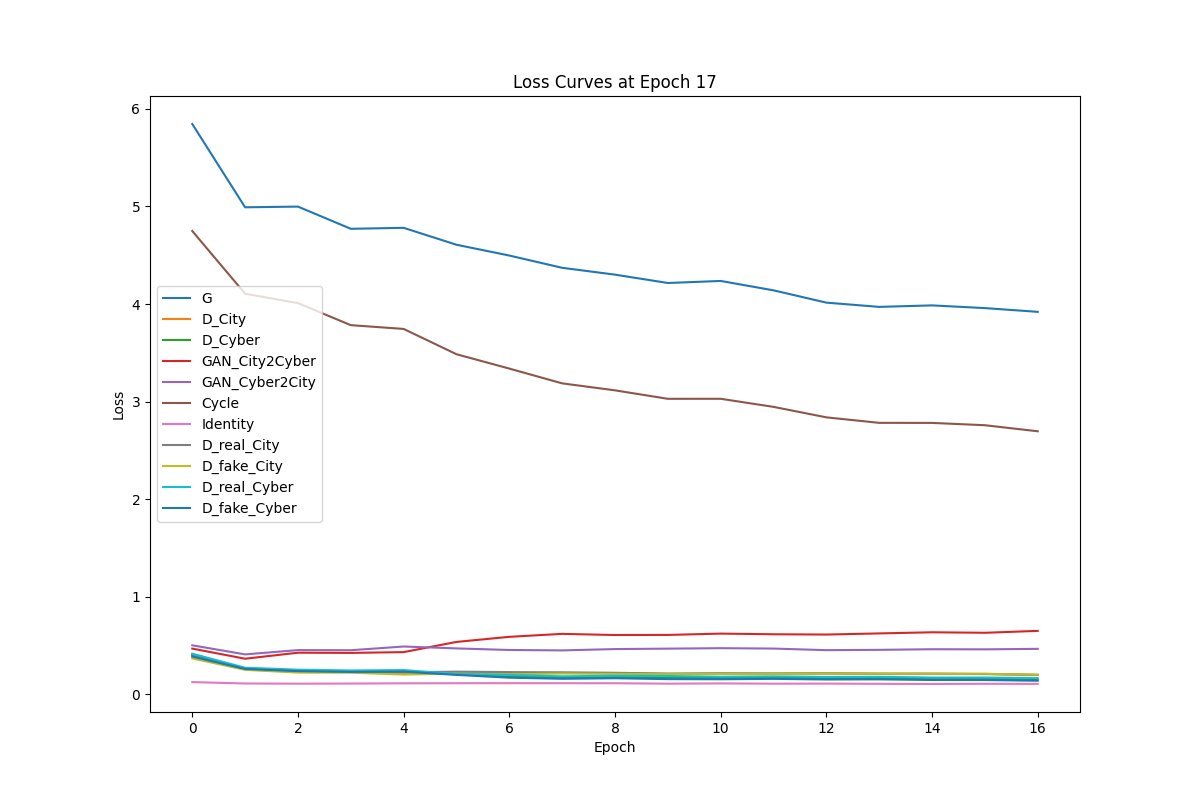 Loss Curves at Epoch 17
6
5
4
3
2
1
0
Loss
G
D_City
D_Cyber
GAN_City2Cyber
GAN_Cyber2City
Cycle
Identity
D_real_City
D_fake_City
D_real_Cyber
D_fake_Cyber
0 2 4 6 8 10 12 14 16
Epoch